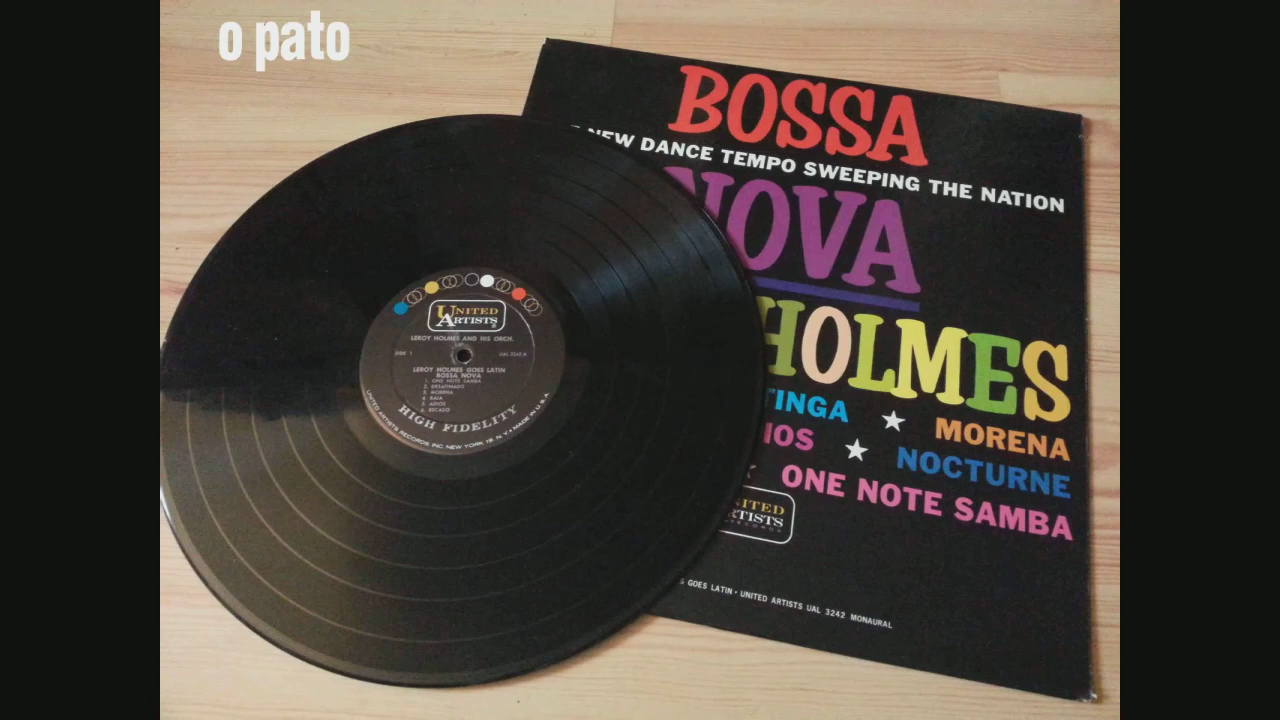 o pato
BOSSA
NEW DANCE TEMPO SWEEPING THE NATION
NOVA
HOLMES
TINGA ★ MORENA
IOS ★ NOCTURNE
ONE NOTE SAMBA
UNITED
ARTISTS
RECORDS
GOES LATIN • UNITED ARTISTS UAL 3242 MONAURAL
UNITED
ARTISTS
LEROY HOLMES AND HIS ORCH.
SIDE 1
UAL 3242 A
LEROY HOLMES GOES LATIN
BOSSA NOVA
1. ONE NOTE SAMBA
2. DESAFINADO
3. MORENA
4. BAIA
5. ADIOS
6. RECADO
HIGH FIDELITY
UNITED ARTISTS RECORDS, INC. NEW YORK 19, N.Y. • MADE IN U.S.A.